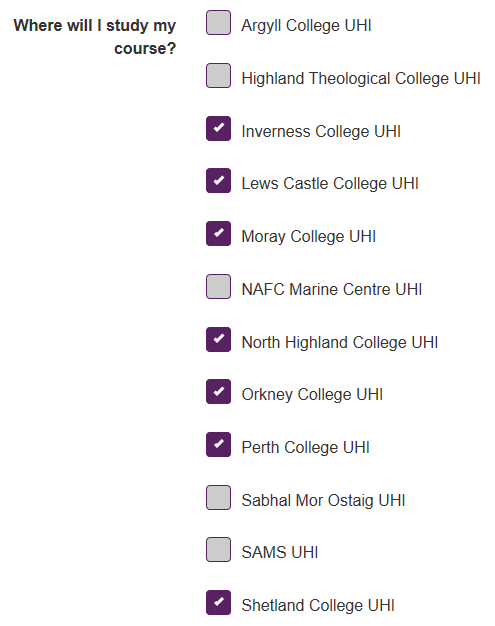 Where will I study my
course?
Argyll College UHI
Highland Theological College UHI
Inverness College UHI
Lews Castle College UHI
Moray College UHI
NAFC Marine Centre UHI
North Highland College UHI
Orkney College UHI
Perth College UHI
Sabhal Mor Ostaig UHI
SAMS UHI
Shetland College UHI